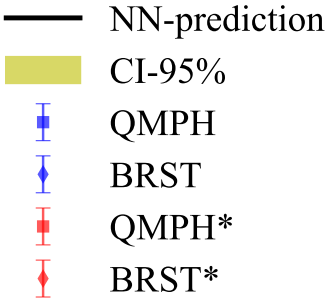 NN-prediction
CI-95%
QMPH
BRST
QMPH*
BRST*